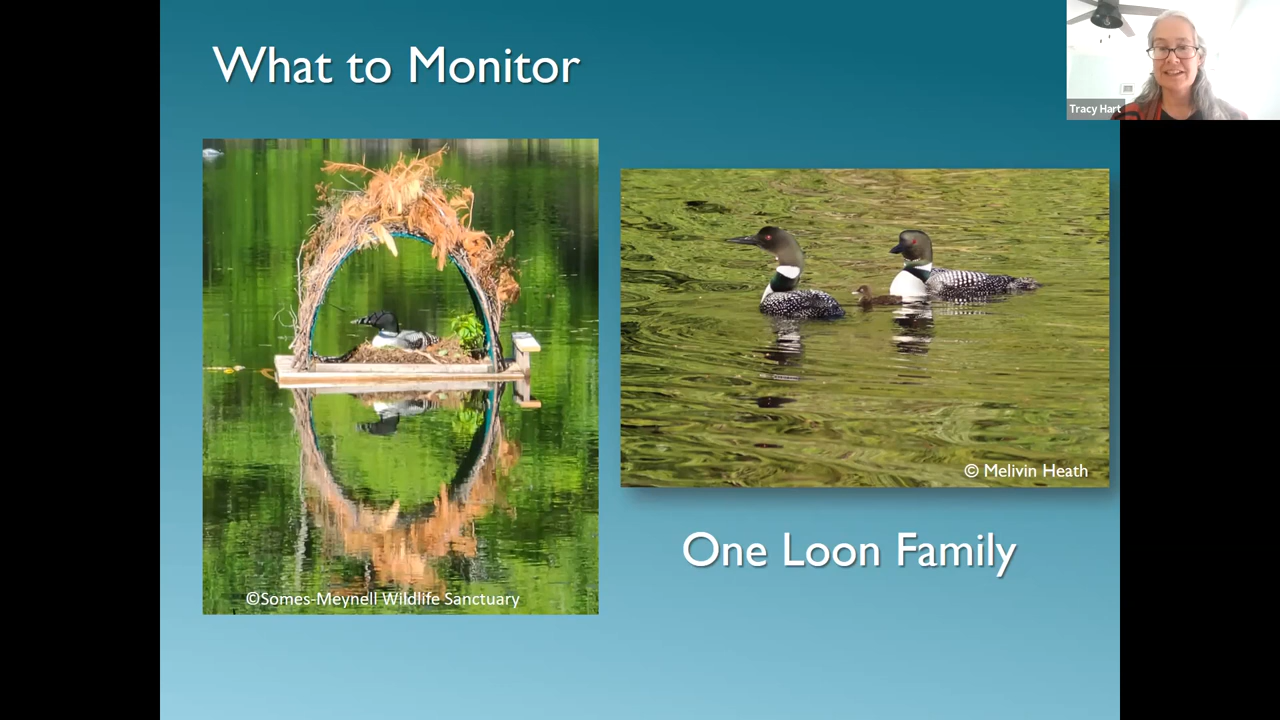 What to Monitor
Tracy Hart
© Melivin Heath
One Loon Family
©Somes-Meynell Wildlife Sanctuary